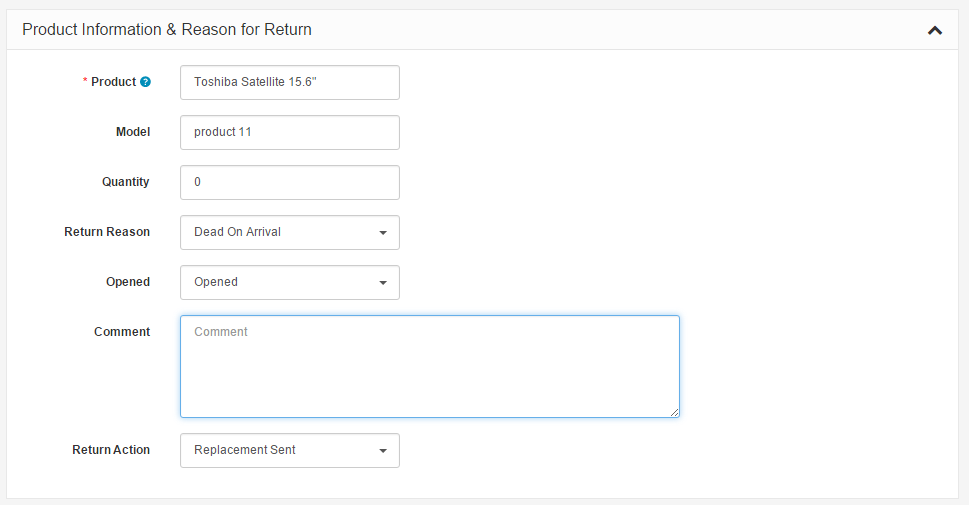 Product Information & Reason for Return
* Product ? Toshiba Satellite 15.6"
Model product 11
Quantity 0
Return Reason Dead On Arrival
Opened Opened
Comment Comment
Return Action Replacement Sent